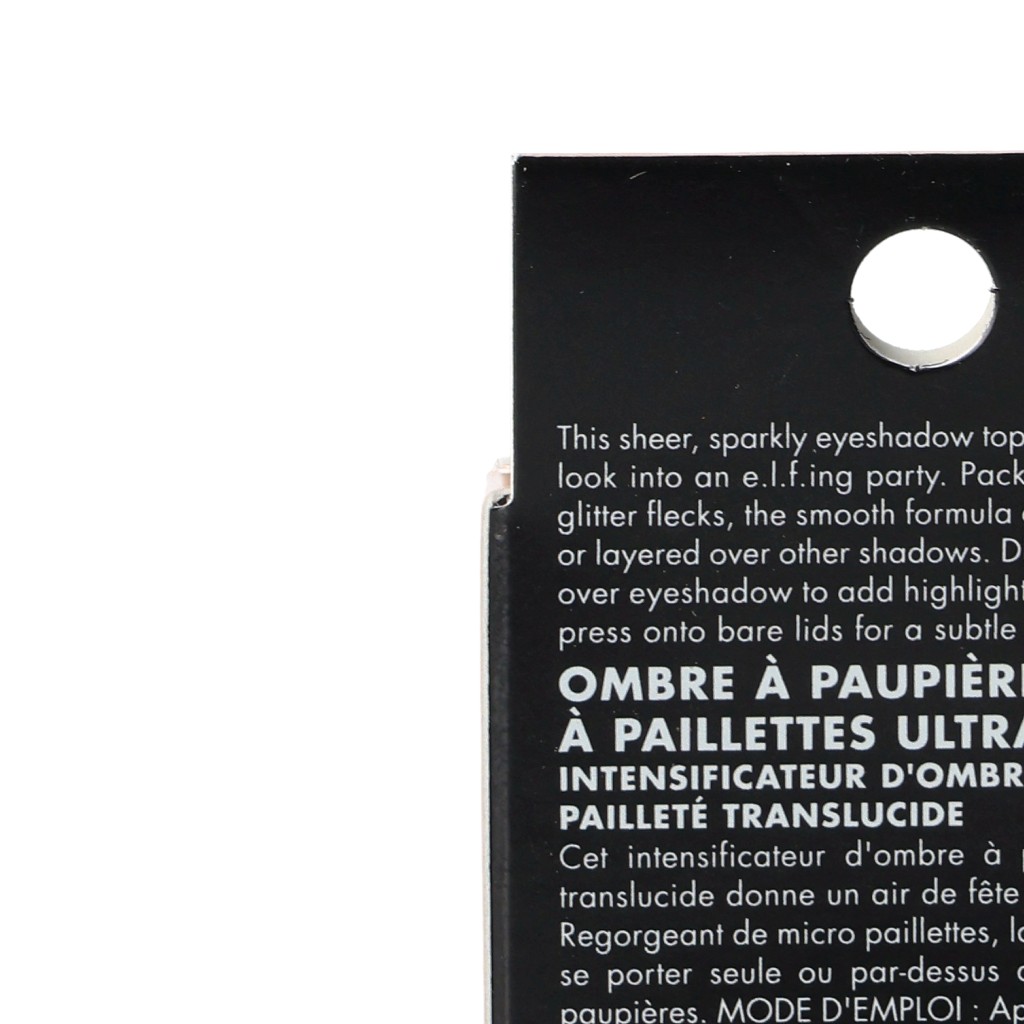 This sheer, sparkly eyeshadow top
look into an e.l.f.ing party. Pack
glitter flecks, the smooth formula
or layered over other shadows. D
over eyeshadow to add highlight
press onto bare lids for a subtle
OMBRE À PAUPIÈR
À PAILLETTES ULTRA
INTENSIFICATEUR D'OMBR
PAILLETÉ TRANSLUCIDE
Cet intensificateur d'ombre à
translucide donne un air de fête
Regorgeant de micro paillettes, la
se porter seule ou par-dessus
paupières. MODE D'EMPLOI : Ap